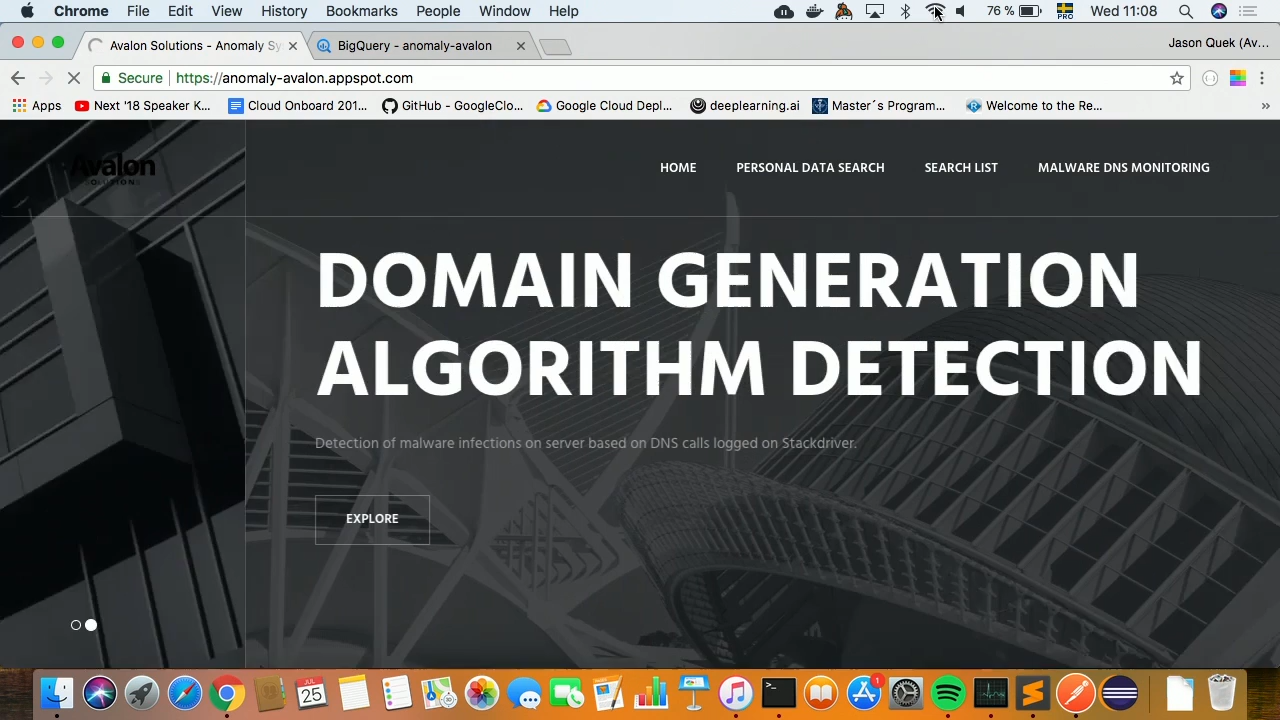 Chrome File Edit View History Bookmarks People Window Help 76 % PRO Wed 11:08
Avalon Solutions - Anomaly Sy BigQuery - anomaly-avalon Jason Quek (Av...
Secure https://anomaly-avalon.appspot.com
Apps Next '18 Speaker K... Cloud Onboard 201... GitHub - GoogleClo... Google Cloud Depl... deeplearning.ai Master´s Program... Welcome to the Re... »
Avalon
SOLUTIONS
HOME PERSONAL DATA SEARCH SEARCH LIST MALWARE DNS MONITORING
DOMAIN GENERATION
ALGORITHM DETECTION
Detection of malware infections on server based on DNS calls logged on Stackdriver.
EXPLORE
JUL
25
1